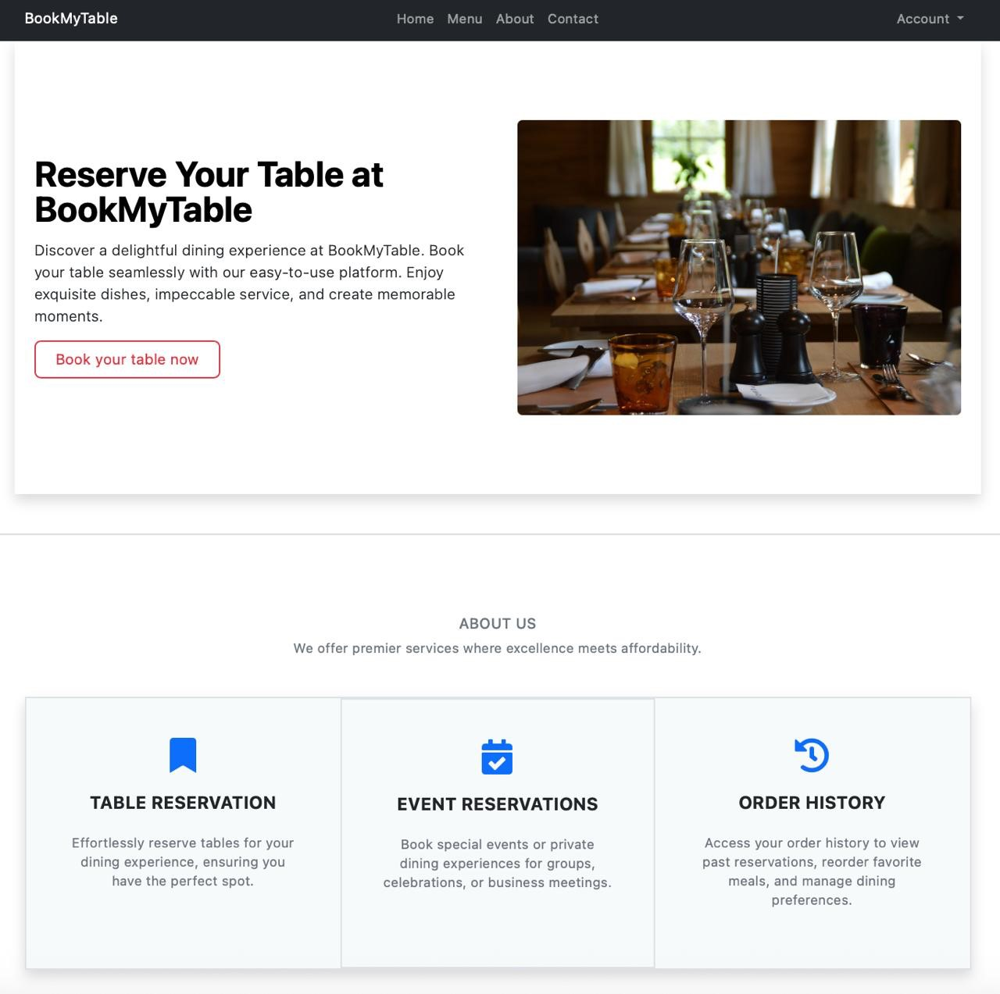 BookMyTable
Home Menu About Contact
Account
Reserve Your Table at
BookMyTable
Discover a delightful dining experience at BookMyTable. Book
your table seamlessly with our easy-to-use platform. Enjoy
exquisite dishes, impeccable service, and create memorable
moments.
Book your table now
ABOUT US
We offer premier services where excellence meets affordability.
TABLE RESERVATION
Effortlessly reserve tables for your
dining experience, ensuring you
have the perfect spot.
EVENT RESERVATIONS
Book special events or private
dining experiences for groups,
celebrations, or business meetings.
ORDER HISTORY
Access your order history to view
past reservations, reorder favorite
meals, and manage dining
preferences.